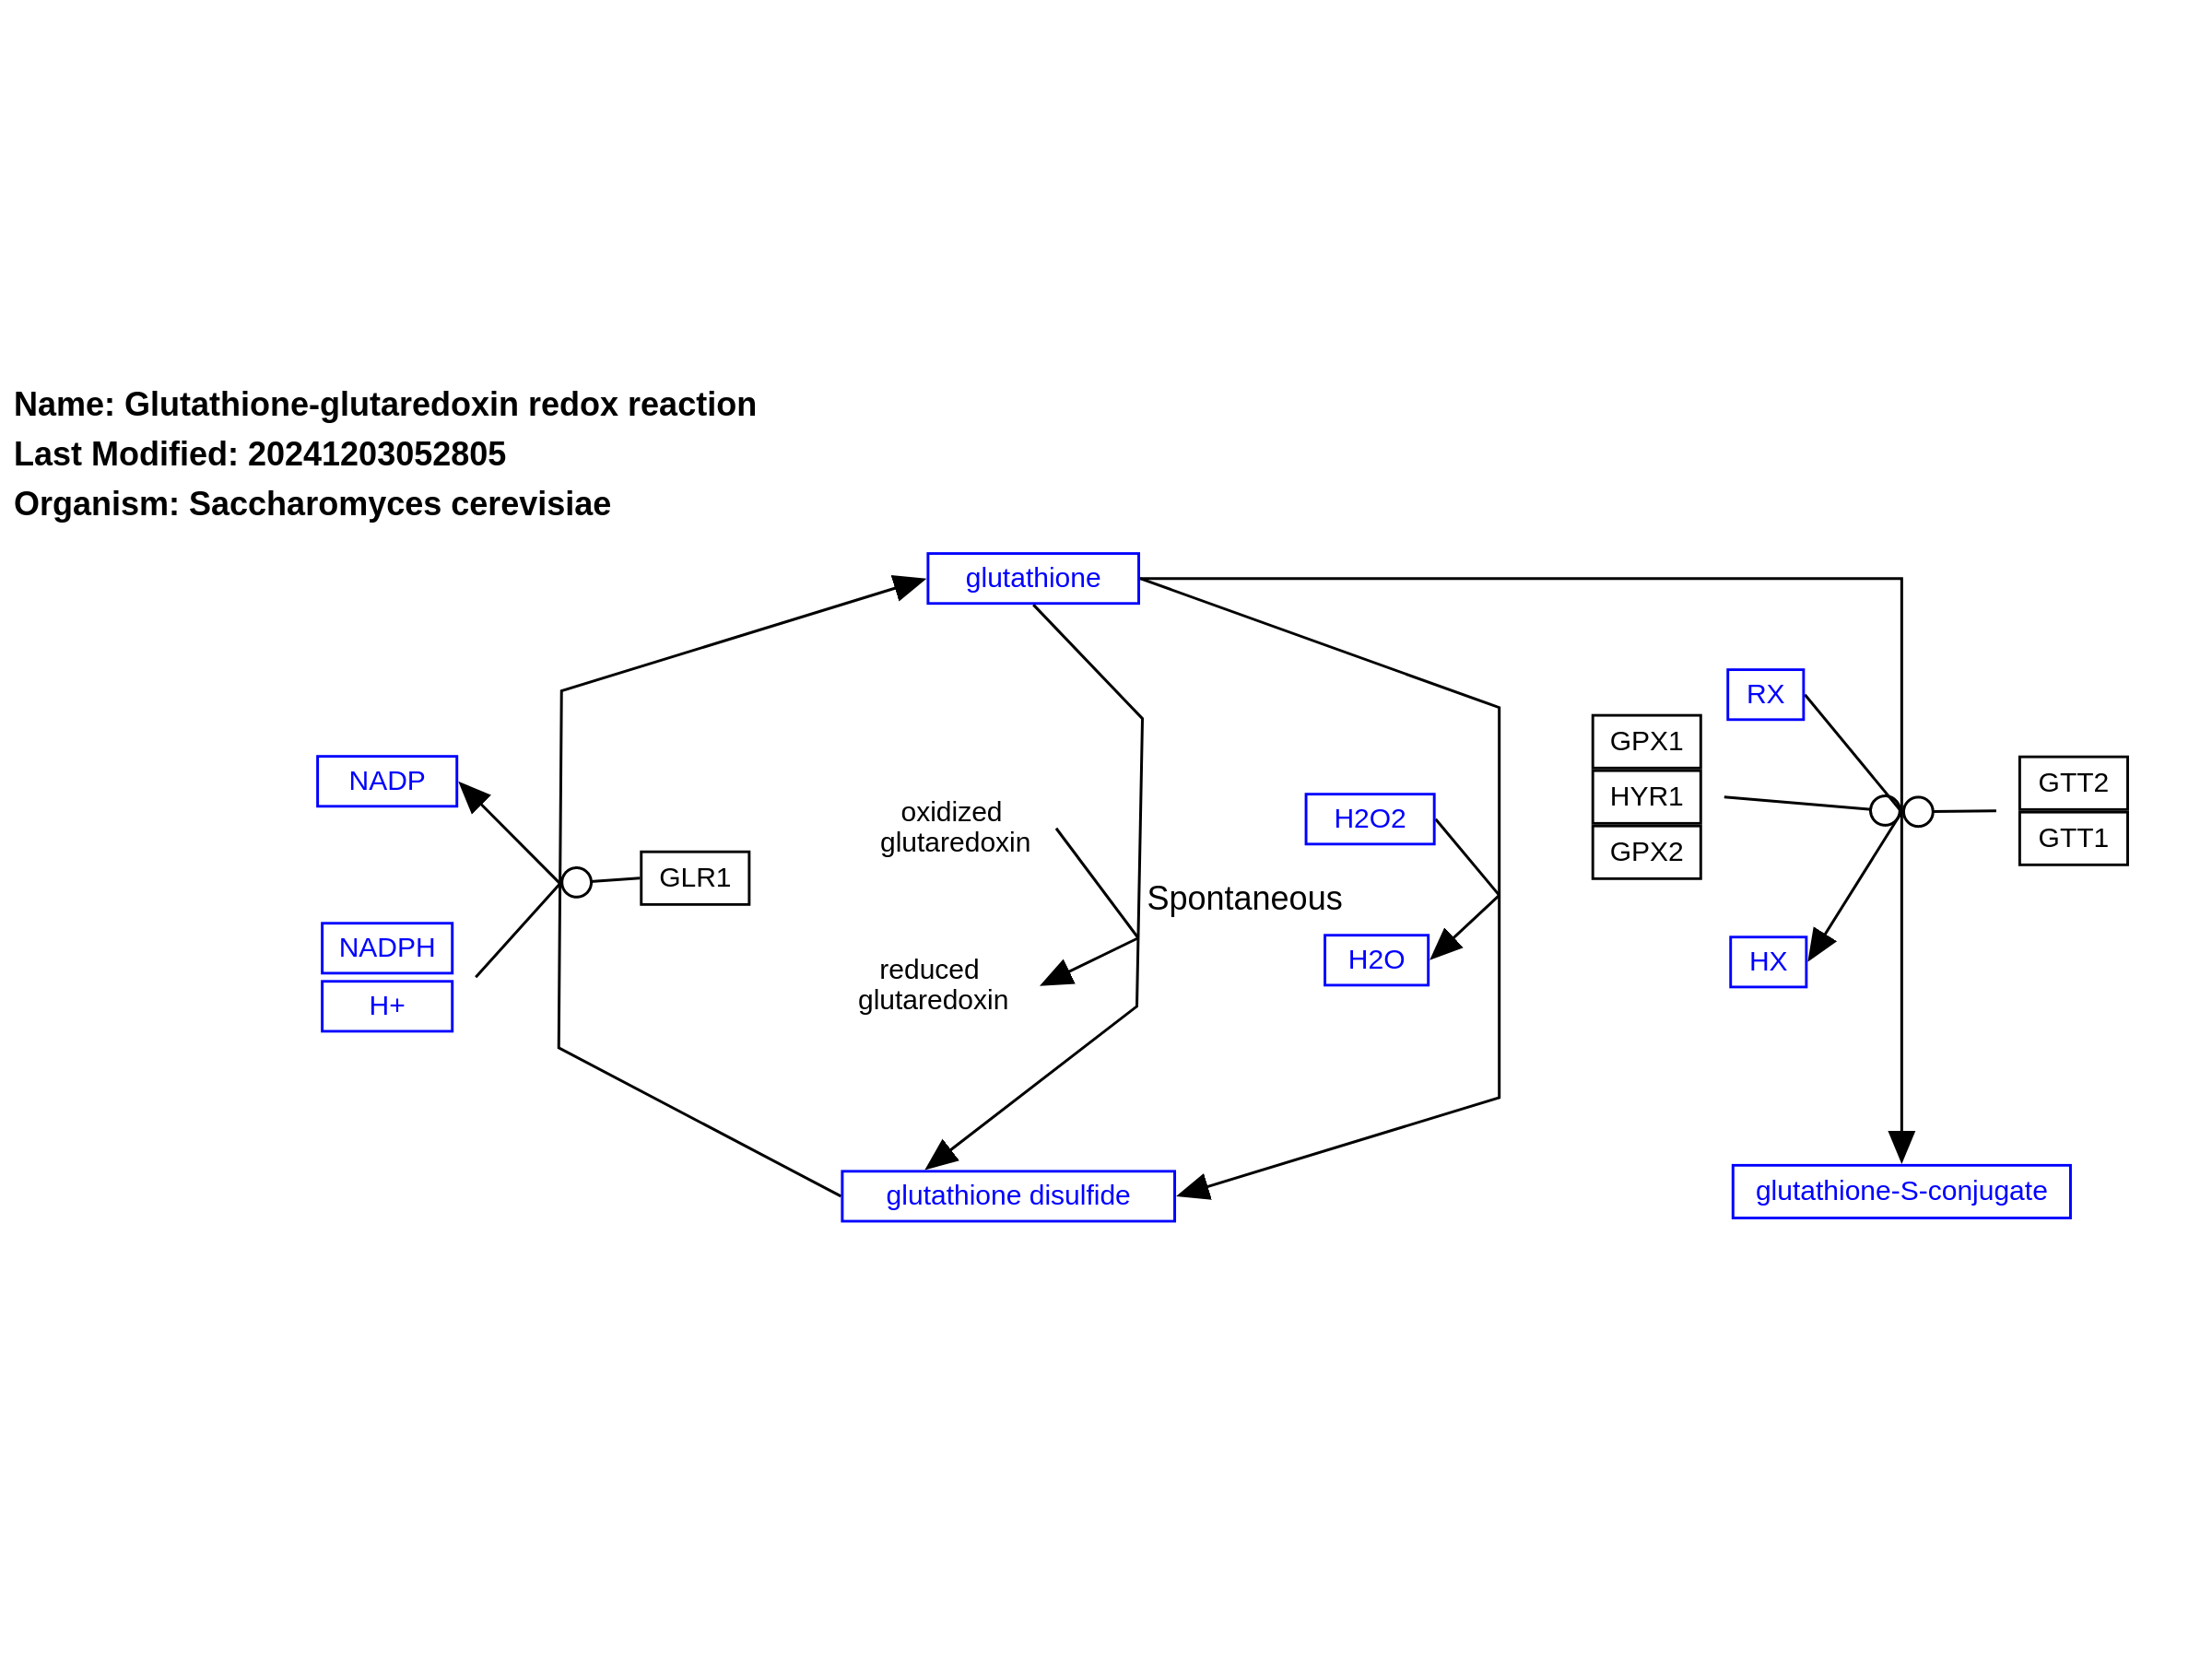 Name: Glutathione-glutaredoxin redox reaction
Last Modified: 20241203052805
Organism: Saccharomyces cerevisiae
glutathione
RX
GPX1
HYR1
GPX2
NADP
GTT2
GTT1
oxidized
glutaredoxin
H2O2
GLR1
Spontaneous
NADPH
H+
reduced
glutaredoxin
H2O
HX
glutathione disulfide
glutathione-S-conjugate